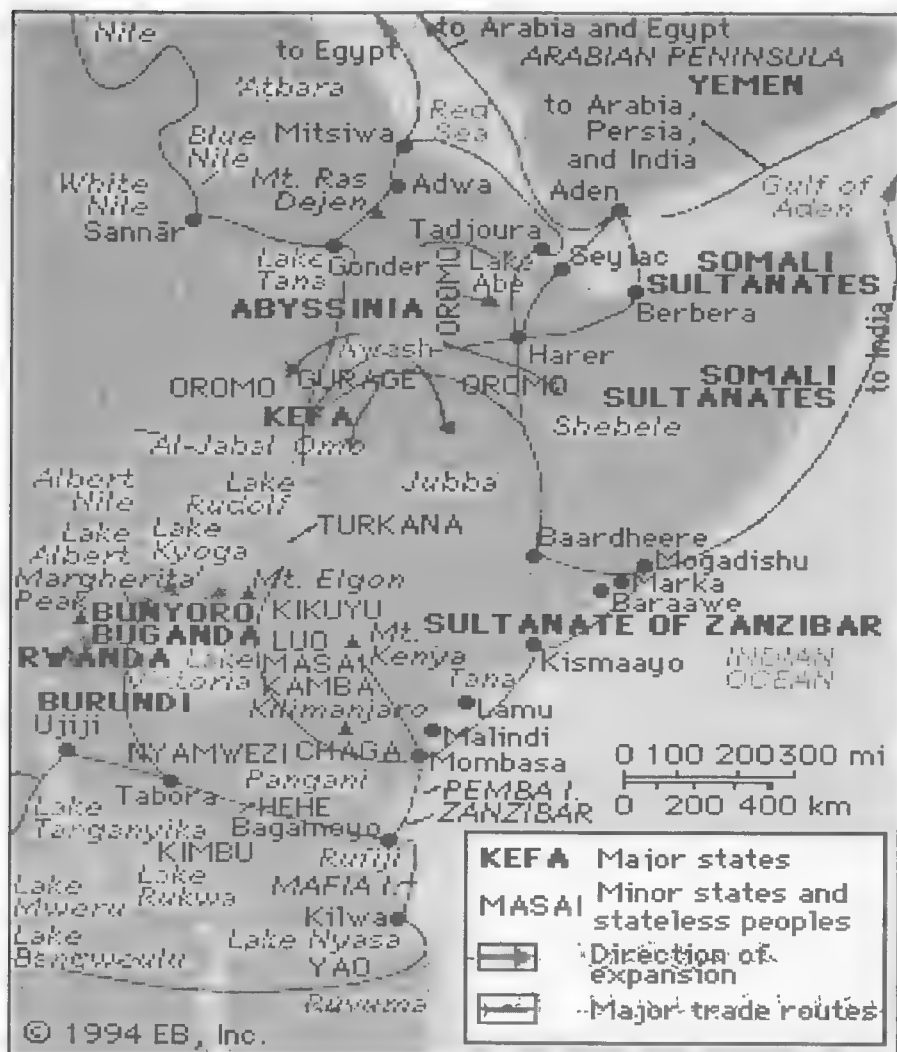 Nile
to Egypt
to Arabia and Egypt
ARABIAN PENINSULA
YEMEN
'Atbara
Red
Sea
to Arabia,
Persia,
and India
Blue
Nile
Mitsiwa
White
Nile
Mt. Ras
Dejen
Adwa
Aden
Gulf of
Aden
Sannār
Tadjoura
Lake
Tana
Gonder
Lake
Abe
Seylac
SOMALI
SULTANATES
OROMO
ABYSSINIA
Berbera
to India
Awash
Harer
OROMO
GURAGE
OROMO
SOMALI
SULTANATES
KEFA
Shebele
Al-Jabal
Omo
Albert
Nile
Lake
Rudolf
Jubba
TURKANA
Lake
Albert
Lake
Kyoga
Baardheere
Mogadishu
Marka
Baraawe
Margherita
Peak
Mt. Elgon
BUNYORO
KIKUYU
BUGANDA
LUO
Mt.
Kenya
SULTANATE OF ZANZIBAR
RWANDA
Lake
Victoria
MASAI
Kismaayo
INDIAN
OCEAN
KAMBA
Tana
BURUNDI
Kilimanjaro
Lamu
Ujiji
Malindi
NYAMWEZI
CHAGA
Mombasa
0 100 200 300 mi
0 200 400 km
Pangani
PEMBA I.
Tabora
HEHE
ZANZIBAR
Lake
Tanganyika
Bagamoyo
KIMBU
Rufiji
Lake
Mweru
Lake
Rukwa
MAFIA I.
Kilwa
Lake
Bangweulu
Lake Nyasa
YAO
Ruvuma
KEFA Major states
MASAI Minor states and
stateless peoples
Direction of
expansion
Major trade routes
© 1994 EB, Inc.